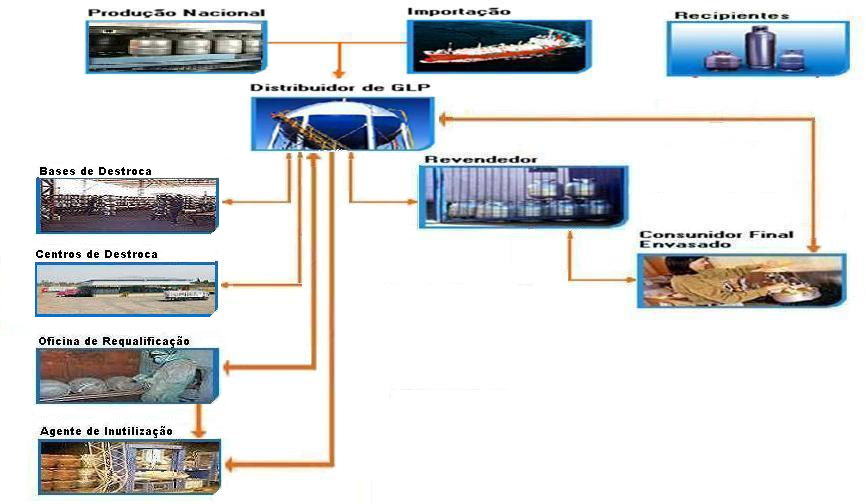 Produção Nacional
Importação
Recipientes
Distribuidor de GLP
Bases de Destroca
Revendedor
Consunidor Final
Envasado
Centros de Destroca
Oficina de Requalificação
Agente de Inutilização